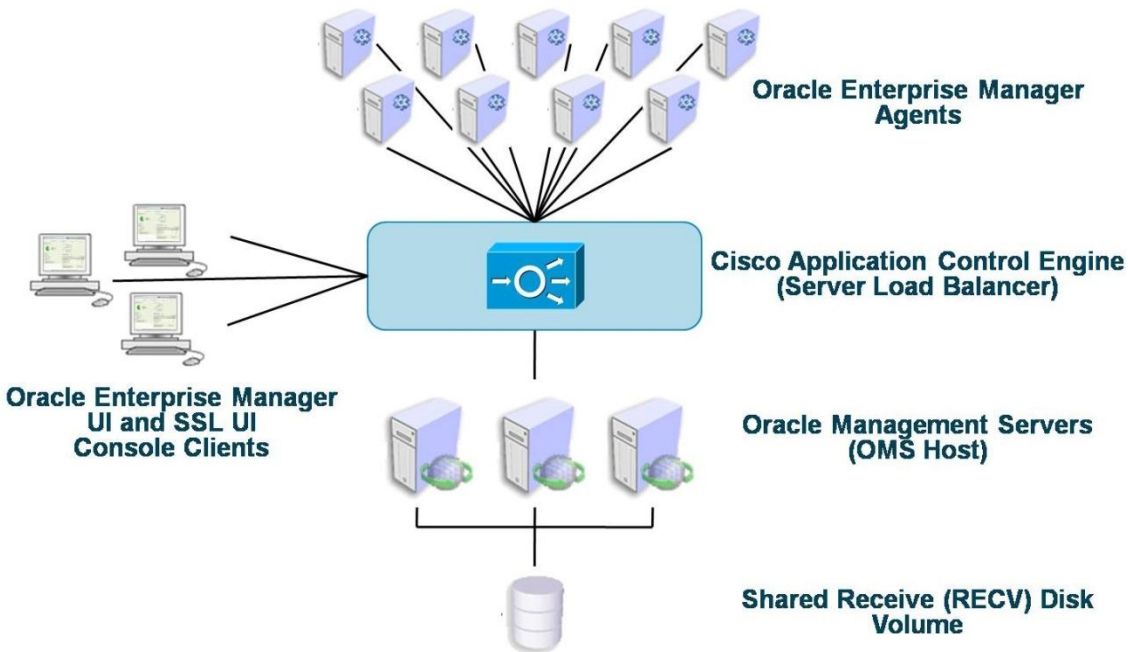 Oracle Enterprise Manager
Agents
Cisco Application Control Engine
(Server Load Balancer)
Oracle Enterprise Manager
UI and SSL UI
Console Clients
Oracle Management Servers
(OMS Host)
Shared Receive (RECV) Disk
Volume